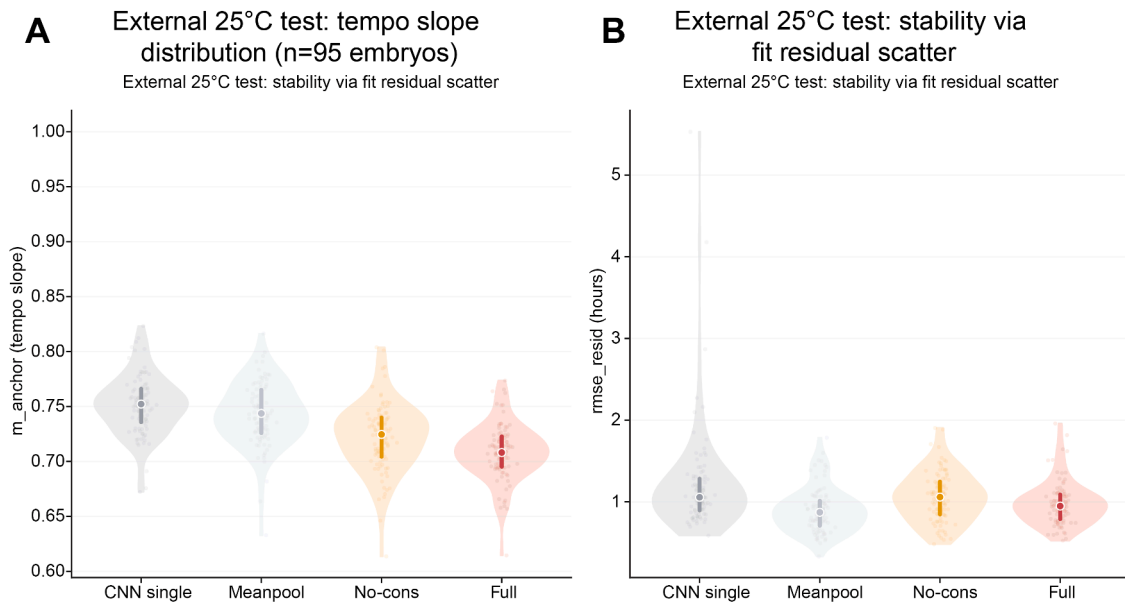 A
External 25°C test: tempo slope
distribution (n=95 embryos)
External 25°C test: stability via fit residual scatter
m_anchor (tempo slope)
1.00
0.95
0.90
0.85
0.80
0.75
0.70
0.65
0.60
CNN single
Meanpool
No-cons
Full
B
External 25°C test: stability via
fit residual scatter
External 25°C test: stability via fit residual scatter
rmse_resid (hours)
5
4
3
2
1
CNN single
Meanpool
No-cons
Full